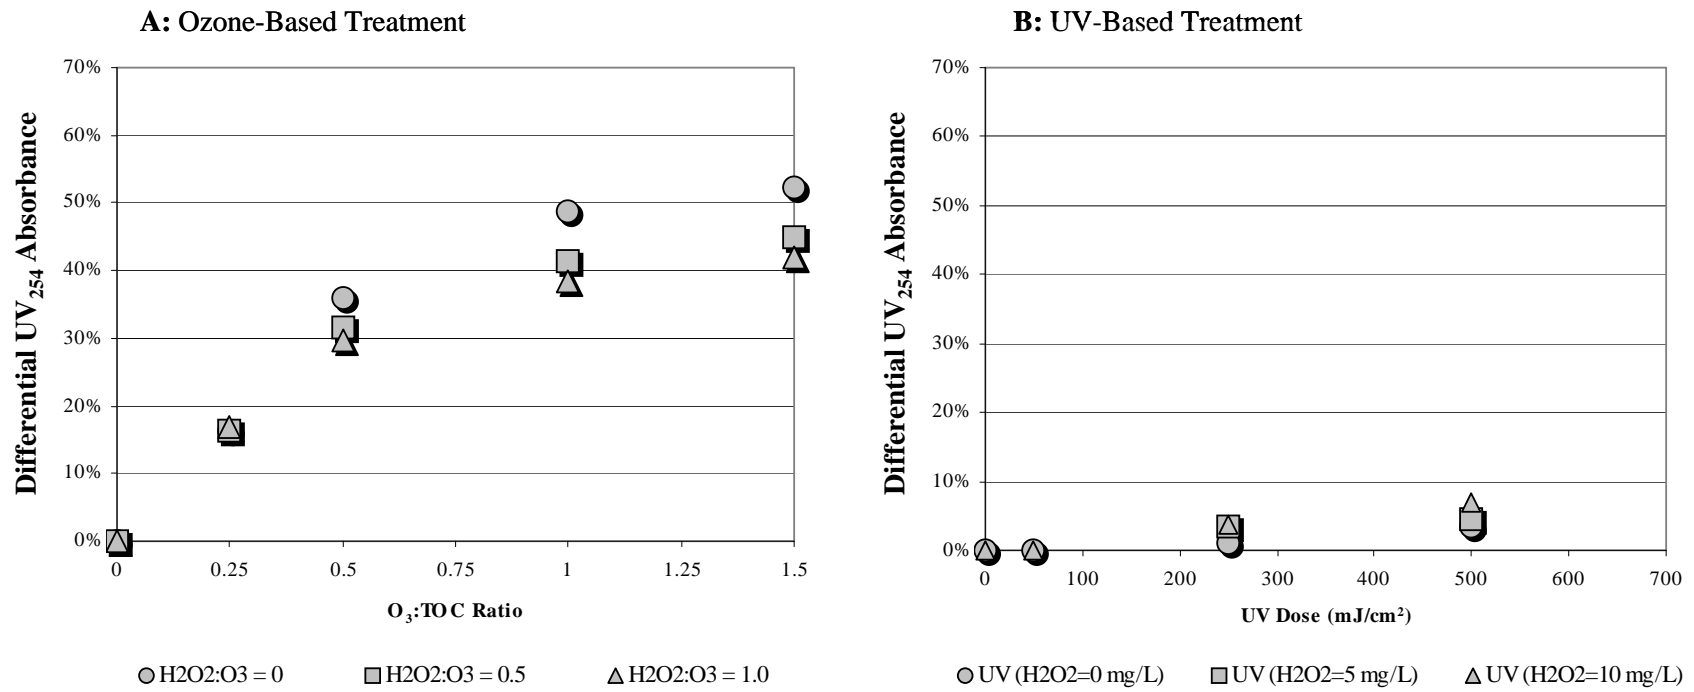 A: Ozone-Based Treatment
70%
60%
50%
40%
30%
20%
10%
0%
Differential UV254 Absorbance
0 0.25 0.5 0.75 1 1.25 1.5
O3:TOC Ratio
H2O2:O3 = 0 H2O2:O3 = 0.5 H2O2:O3 = 1.0
B: UV-Based Treatment
70%
60%
50%
40%
30%
20%
10%
0%
Differential UV254 Absorbance
0 100 200 300 400 500 600 700
UV Dose (mJ/cm²)
UV (H2O2=0 mg/L) UV (H2O2=5 mg/L) UV (H2O2=10 mg/L)